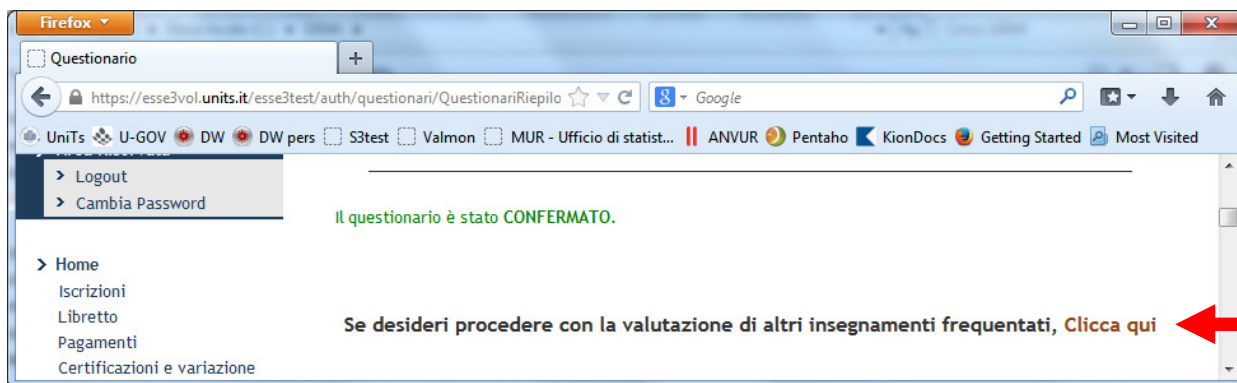 Firefox
Questionario
https://esse3vol.units.it/esse3test/auth/questionari/QuestionariRiepilo
Google
UniTs U-GOV DW DW pers S3test Valmon MUR - Ufficio di statist... ANVUR Pentaho KionDocs Getting Started Most Visited
Logout
Cambia Password
Il questionario è stato CONFERMATO.
Home
Iscrizioni
Libretto
Se desideri procedere con la valutazione di altri insegnamenti frequentati, Clicca qui
Pagamenti
Certificazioni e variazione